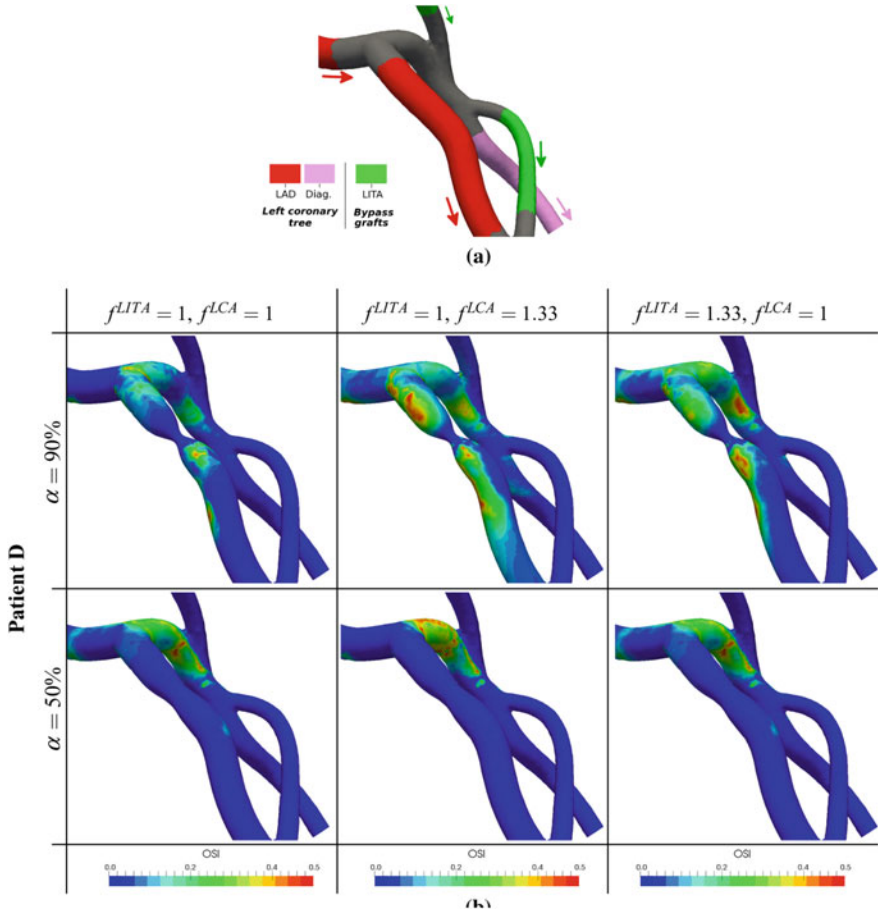 LAD Diag. LITA
Left coronary tree Bypass grafts
(a)
f^LITA = 1, f^LCA = 1 f^LITA = 1, f^LCA = 1.33 f^LITA = 1.33, f^LCA = 1
Patient D
α = 90%
α = 50%
OSI OSI OSI
0.0 0.2 0.4 0.5 0.0 0.2 0.4 0.5 0.0 0.2 0.4 0.5
(b)